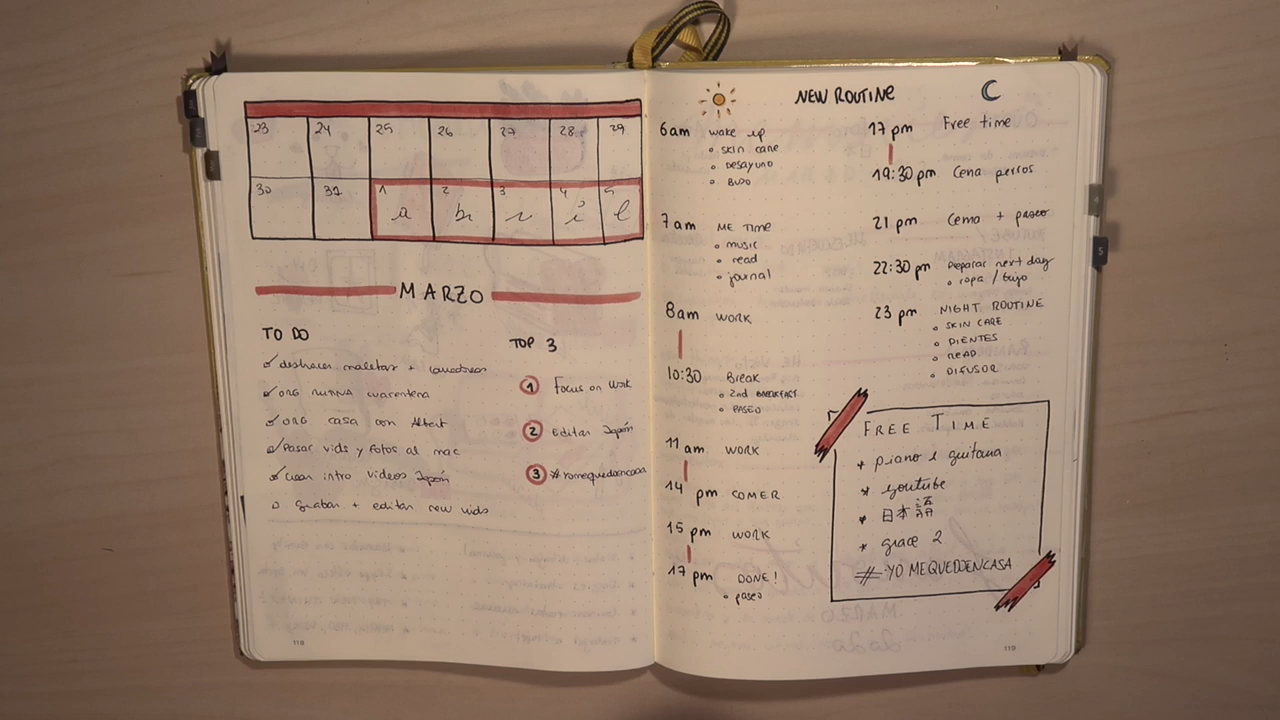 23 24 25 26 27 28 29
30 31 1 2 3 4 5
a b r i l
MARZO
TO DO
deshacer maletas +
ORG RUTINA cuarentena
ORG casa con Albert
Pasar vids y fotos al mac
Crear intro videos Japón
Grabar + editar new vids
TOP 3
1 Focus on work
2 Editar Japón
3 #yomequedoencasa
118
NEW ROUTINE
6am wake up
SKIN CARE
DESAYUNO
BUJO
7am ME TIME
music
read
journal
8am WORK
10:30 Break
2nd BREAKFAST
PASEO
11 am WORK
14 pm COMER
15 pm WORK
17 pm DONE!
paseo
17 pm Free time
19:30 pm Cena perros
21 pm Cena + paseo
22:30 pm Preparar next day
ropa / bujo
23 pm NIGHT ROUTINE
SKIN CARE
DIENTES
READ
DIFUSOR
FREE TIME
* piano & guitarra
* youtube
* 日本語
* grace 2
# YOMEQUEDOENCASA
119